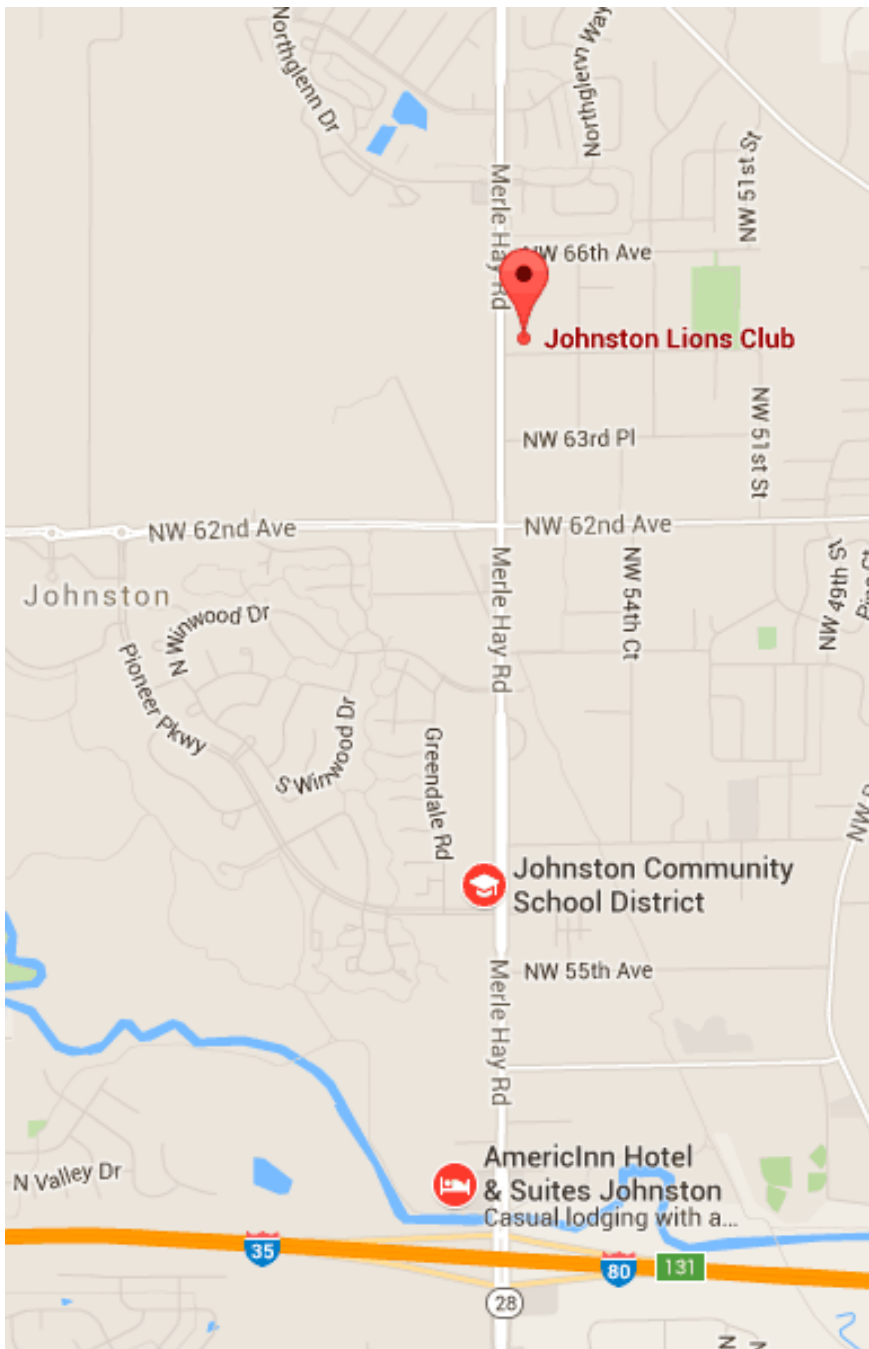 Northglenn Dr
Northglenn Way
NW 51st St
Merle Hay Rd
NW 66th Ave
Johnston Lions Club
NW 63rd Pl
NW 51st St
NW 62nd Ave
NW 62nd Ave
Johnston
Merle Hay Rd
NW 54th Ct
NW 49th St
N Winwood Dr
Pioneer Pkwy
S Winwood Dr
Greendale Rd
NW
Johnston Community
School District
NW 55th Ave
Merle Hay Rd
AmericInn Hotel
& Suites Johnston
Casual lodging with a...
N Valley Dr
35
80
131
28
N
N